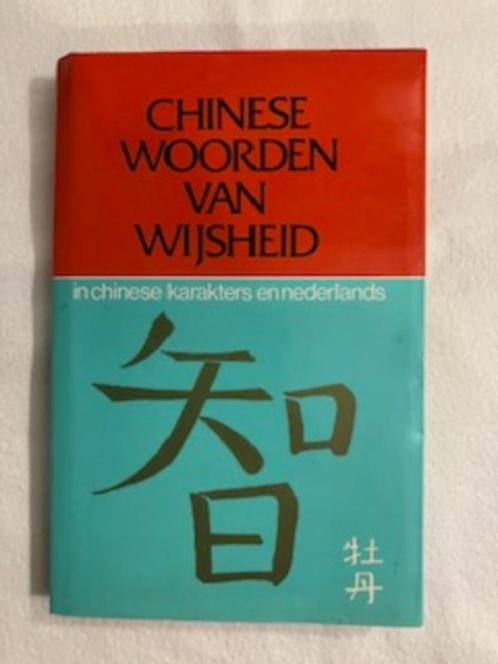 CHINESE
WOORDEN
VAN
WIJSHEID
in chinese karakters en nederlands
智
牡
丹